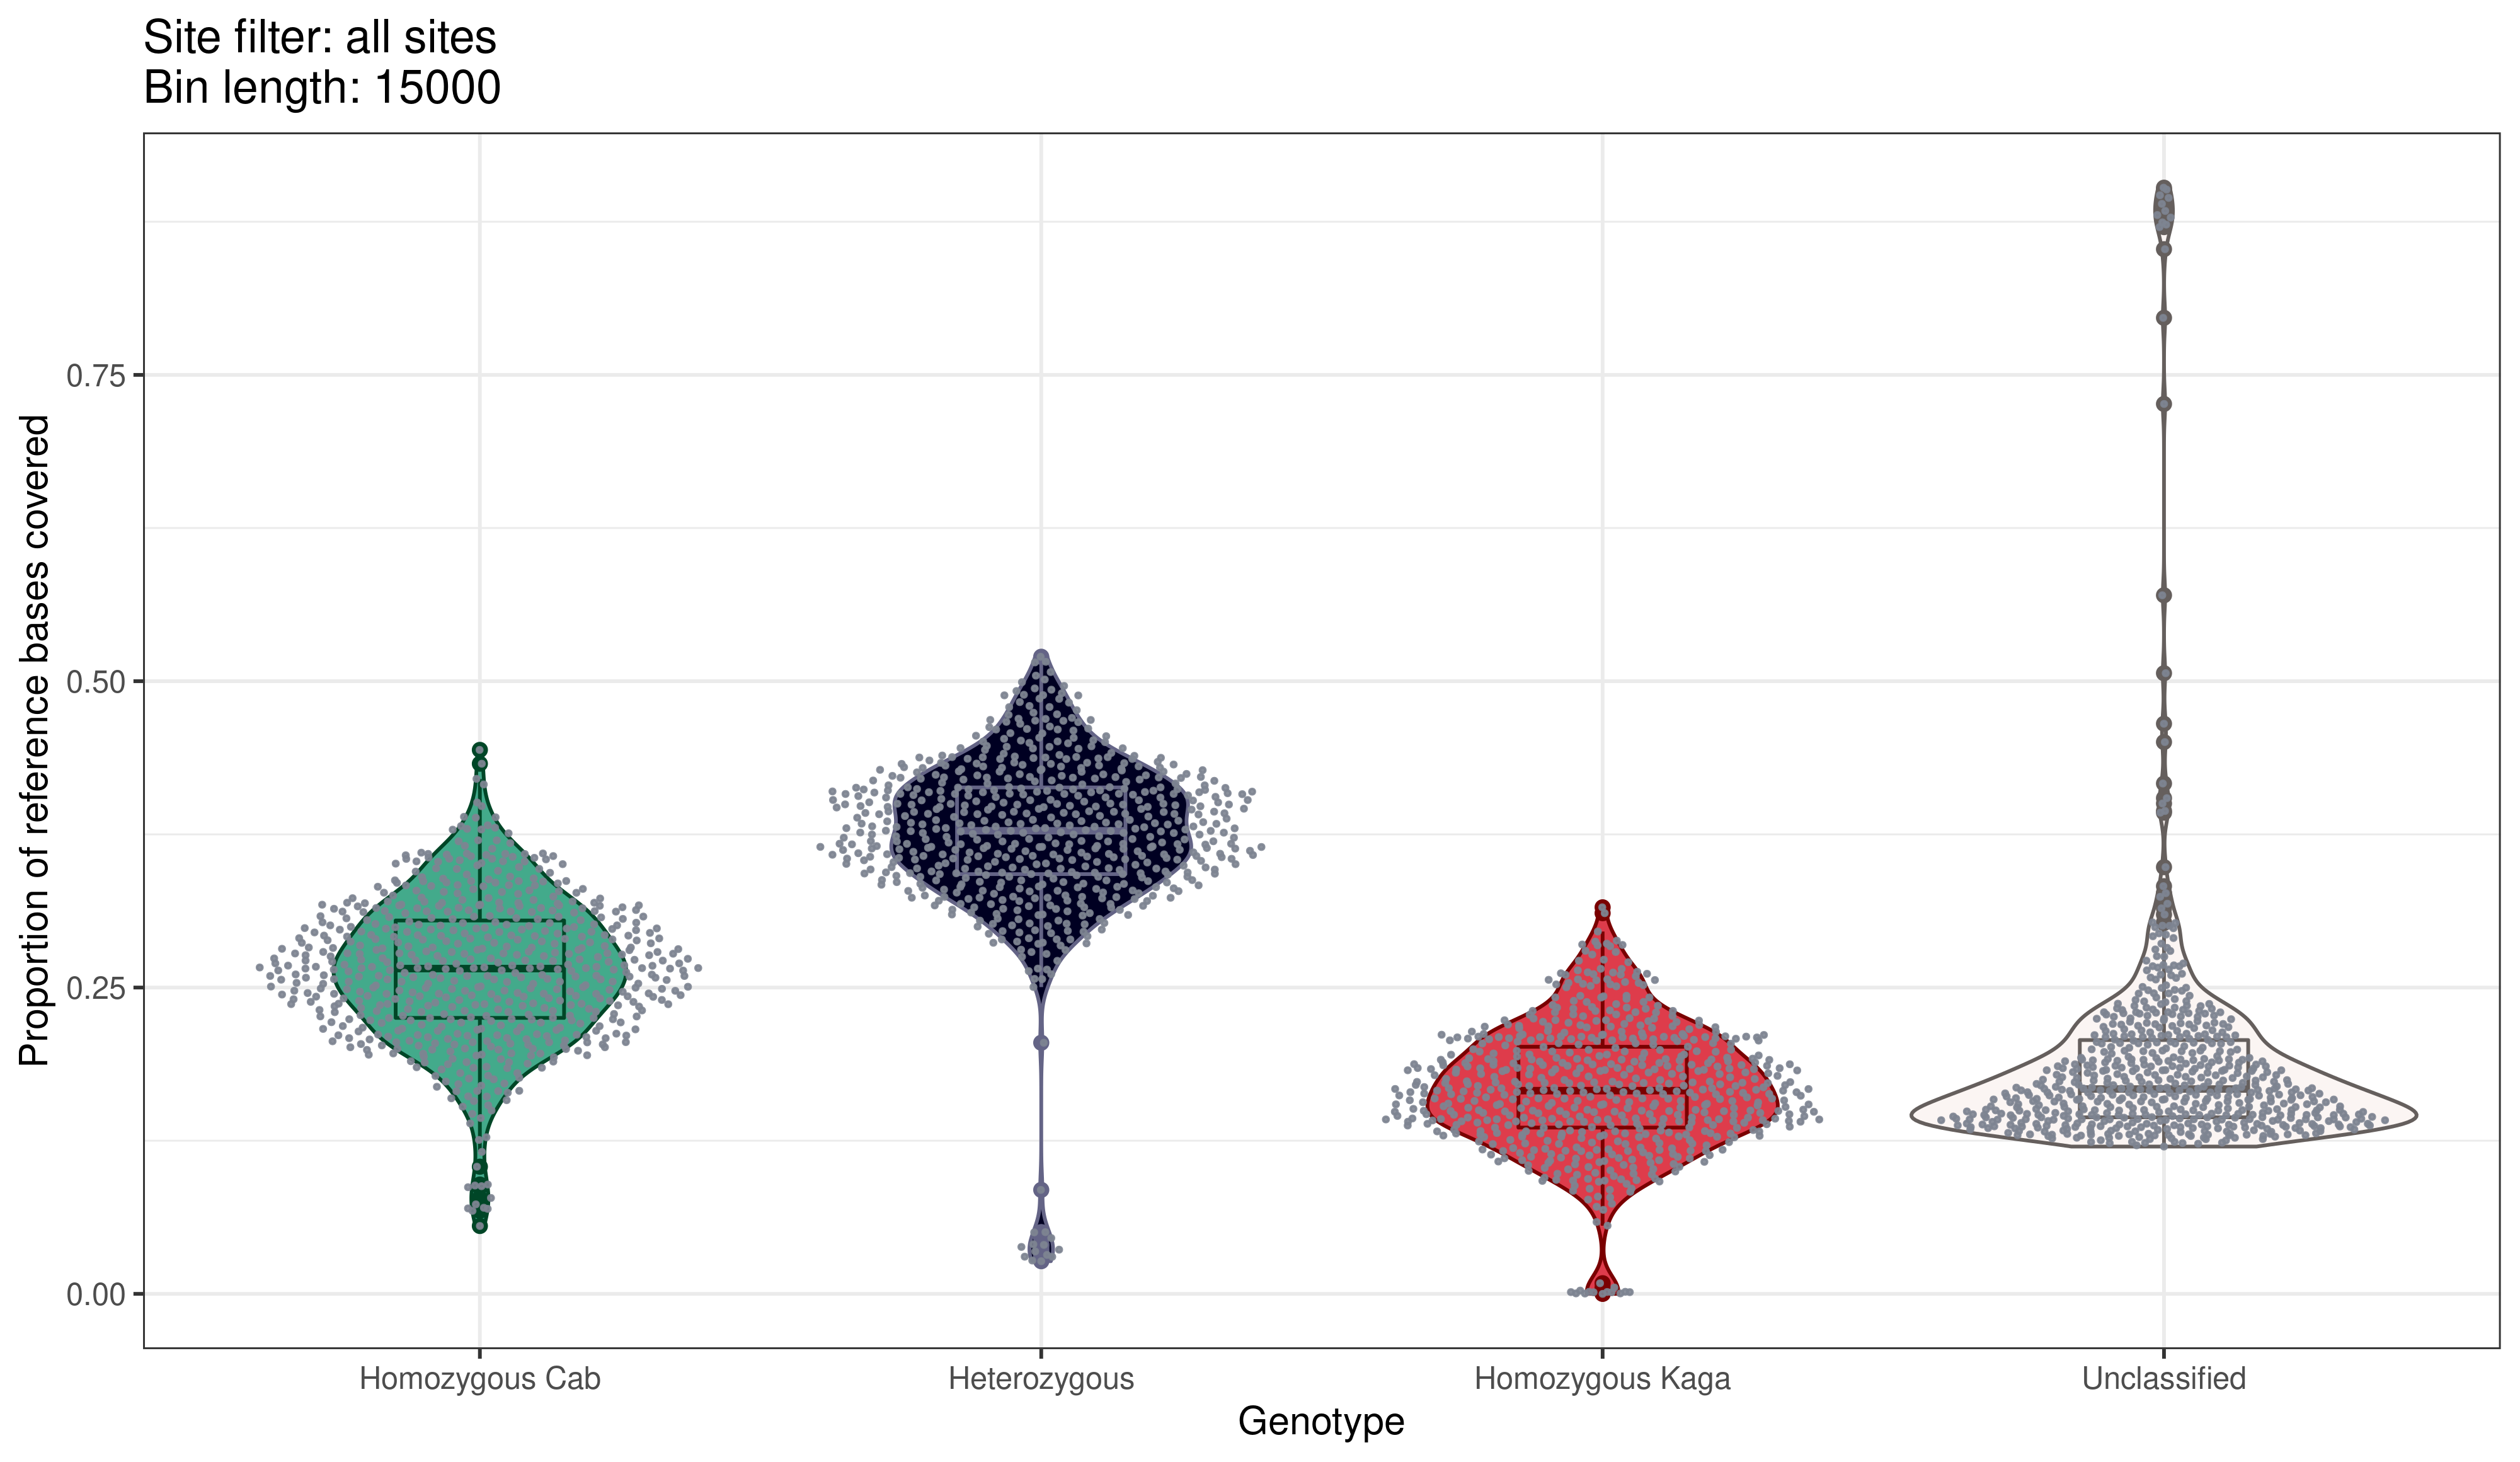 Site filter: all sites
Bin length: 15000
Proportion of reference bases covered
0.75
0.50
0.25
0.00
Homozygous Cab
Heterozygous
Homozygous Kaga
Unclassified
Genotype